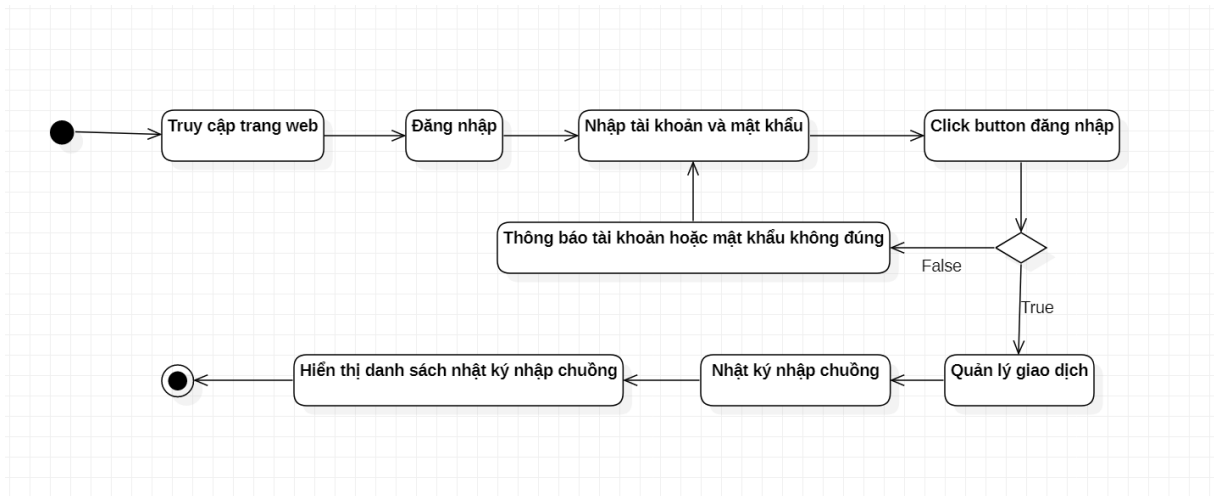 Truy cập trang web
Đăng nhập
Nhập tài khoản và mật khẩu
Click button đăng nhập
Thông báo tài khoản hoặc mật khẩu không đúng
False
True
Hiển thị danh sách nhật ký nhập chuồng
Nhật ký nhập chuồng
Quản lý giao dịch